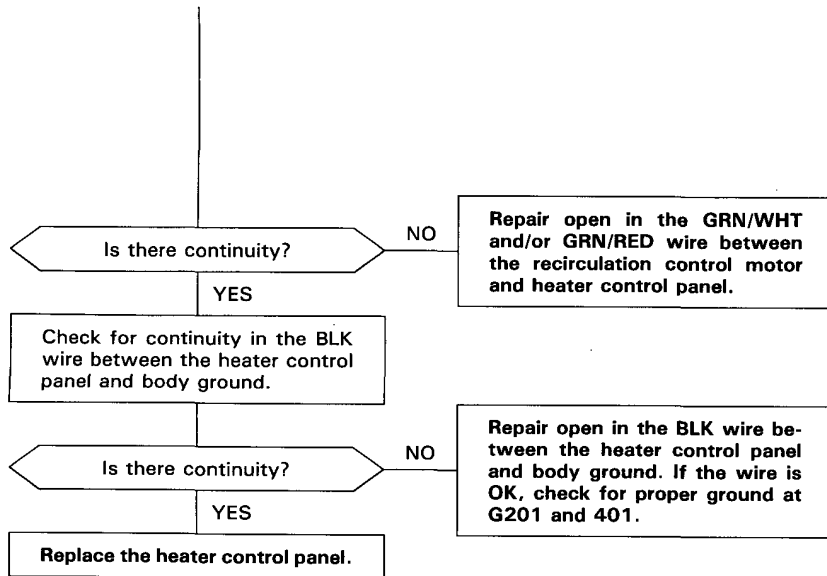 Is there continuity?
NO
Repair open in the GRN/WHT
and/or GRN/RED wire between
the recirculation control motor
and heater control panel.
YES
Check for continuity in the BLK
wire between the heater control
panel and body ground.
Is there continuity?
NO
Repair open in the BLK wire be-
tween the heater control panel
and body ground. If the wire is
OK, check for proper ground at
G201 and 401.
YES
Replace the heater control panel.